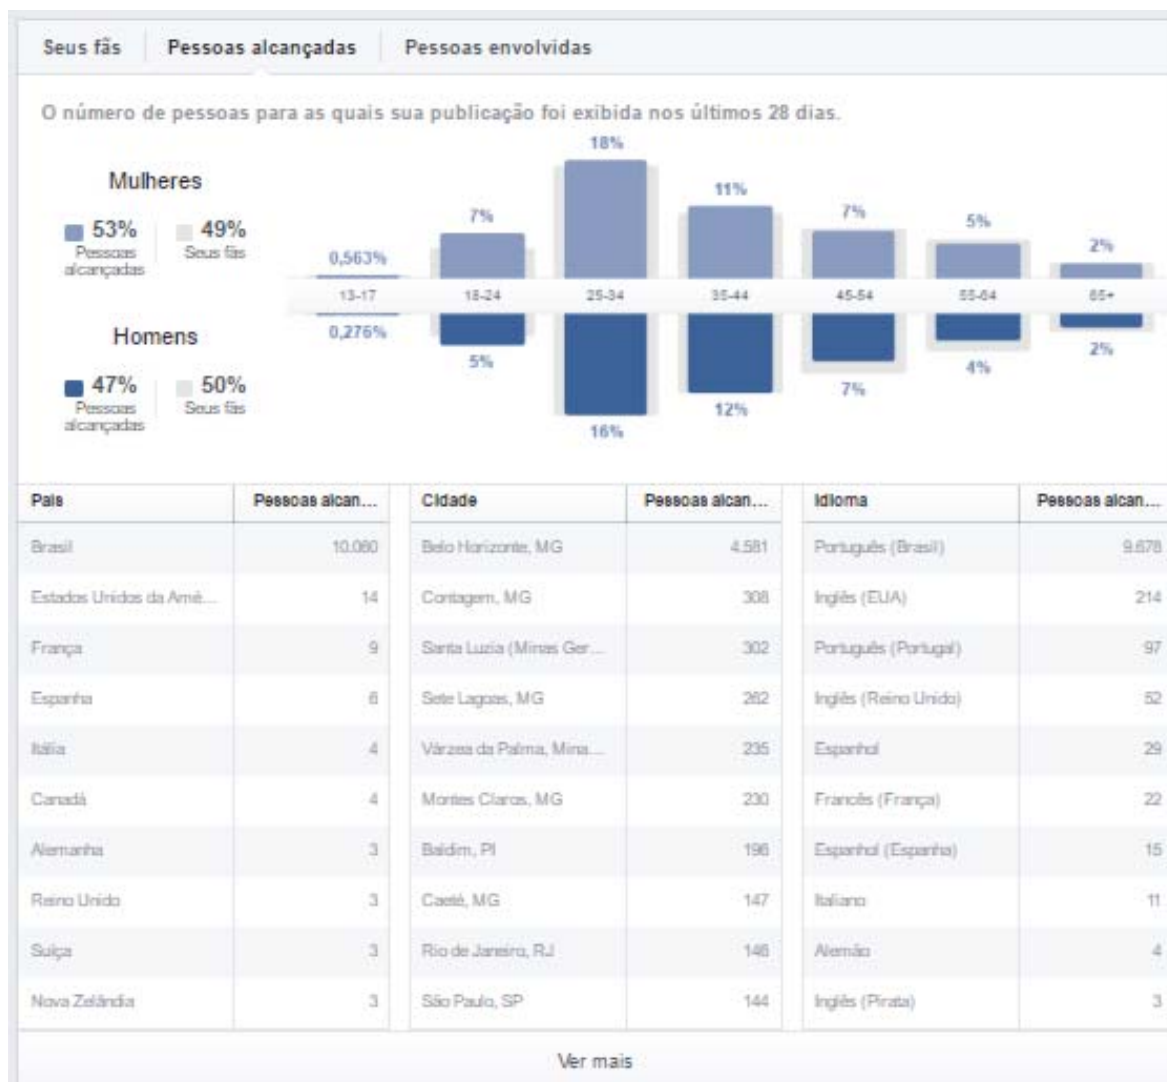 Seus fãs Pessoas alcançadas Pessoas envolvidas
O número de pessoas para as quais sua publicação foi exibida nos últimos 28 dias.
Mulheres
53% Pessoas alcançadas
49% Seus fãs
Homens
47% Pessoas alcançadas
50% Seus fãs
0,563% 7% 18% 11% 7% 5% 2%
13-17 18-24 25-34 35-44 45-54 55-64 65+
0,276% 5% 16% 12% 7% 4% 2%
País Pessoas alcan... Cidade Pessoas alcan... Idioma Pessoas alcan...
Brasil 10.060 Belo Horizonte, MG 4.581 Português (Brasil) 9.678
Estados Unidos da Amé... 14 Contagem, MG 308 Inglês (EUA) 214
França 9 Santa Luzia (Minas Ger... 302 Português (Portugal) 97
Espanha 6 Sete Lagoas, MG 262 Inglês (Reino Unido) 52
Itália 4 Várzea da Palma, Mina... 235 Espanhol 29
Canadá 4 Montes Claros, MG 230 Francês (França) 22
Alemanha 3 Baldim, PI 196 Espanhol (Espanha) 15
Reino Unido 3 Caeté, MG 147 Italiano 11
Suíça 3 Rio de Janeiro, RJ 146 Alemão 4
Nova Zelândia 3 São Paulo, SP 144 Inglês (Pirata) 3
Ver mais